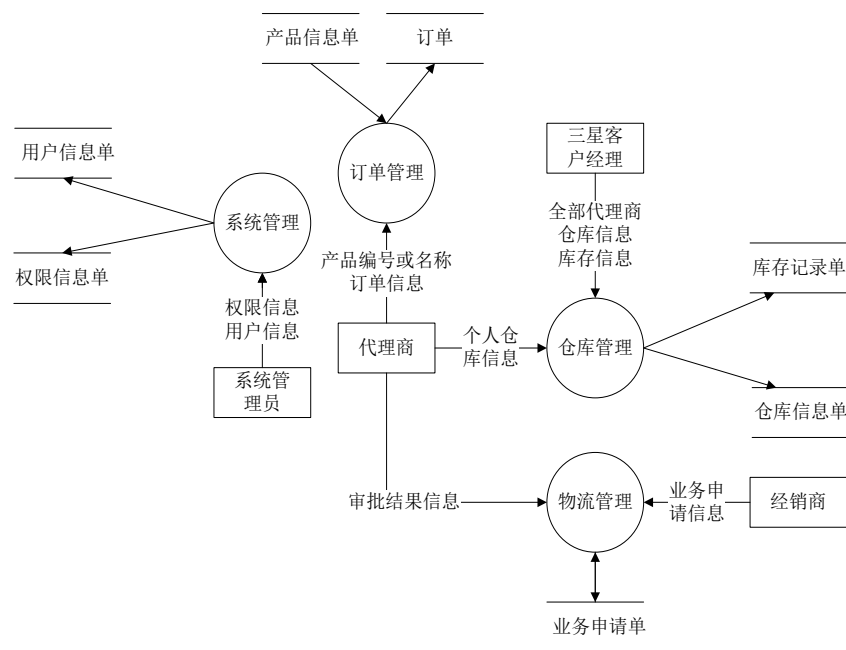 产品信息单
订单
用户信息单
系统管理
订单管理
三星客
户经理
权限信息单
权限信息
用户信息
系统管
理员
产品编号或名称
订单信息
代理商
个人仓
库信息
全部代理商
仓库信息
库存信息
仓库管理
库存记录单
仓库信息单
审批结果信息
物流管理
业务申
请信息
经销商
业务申请单